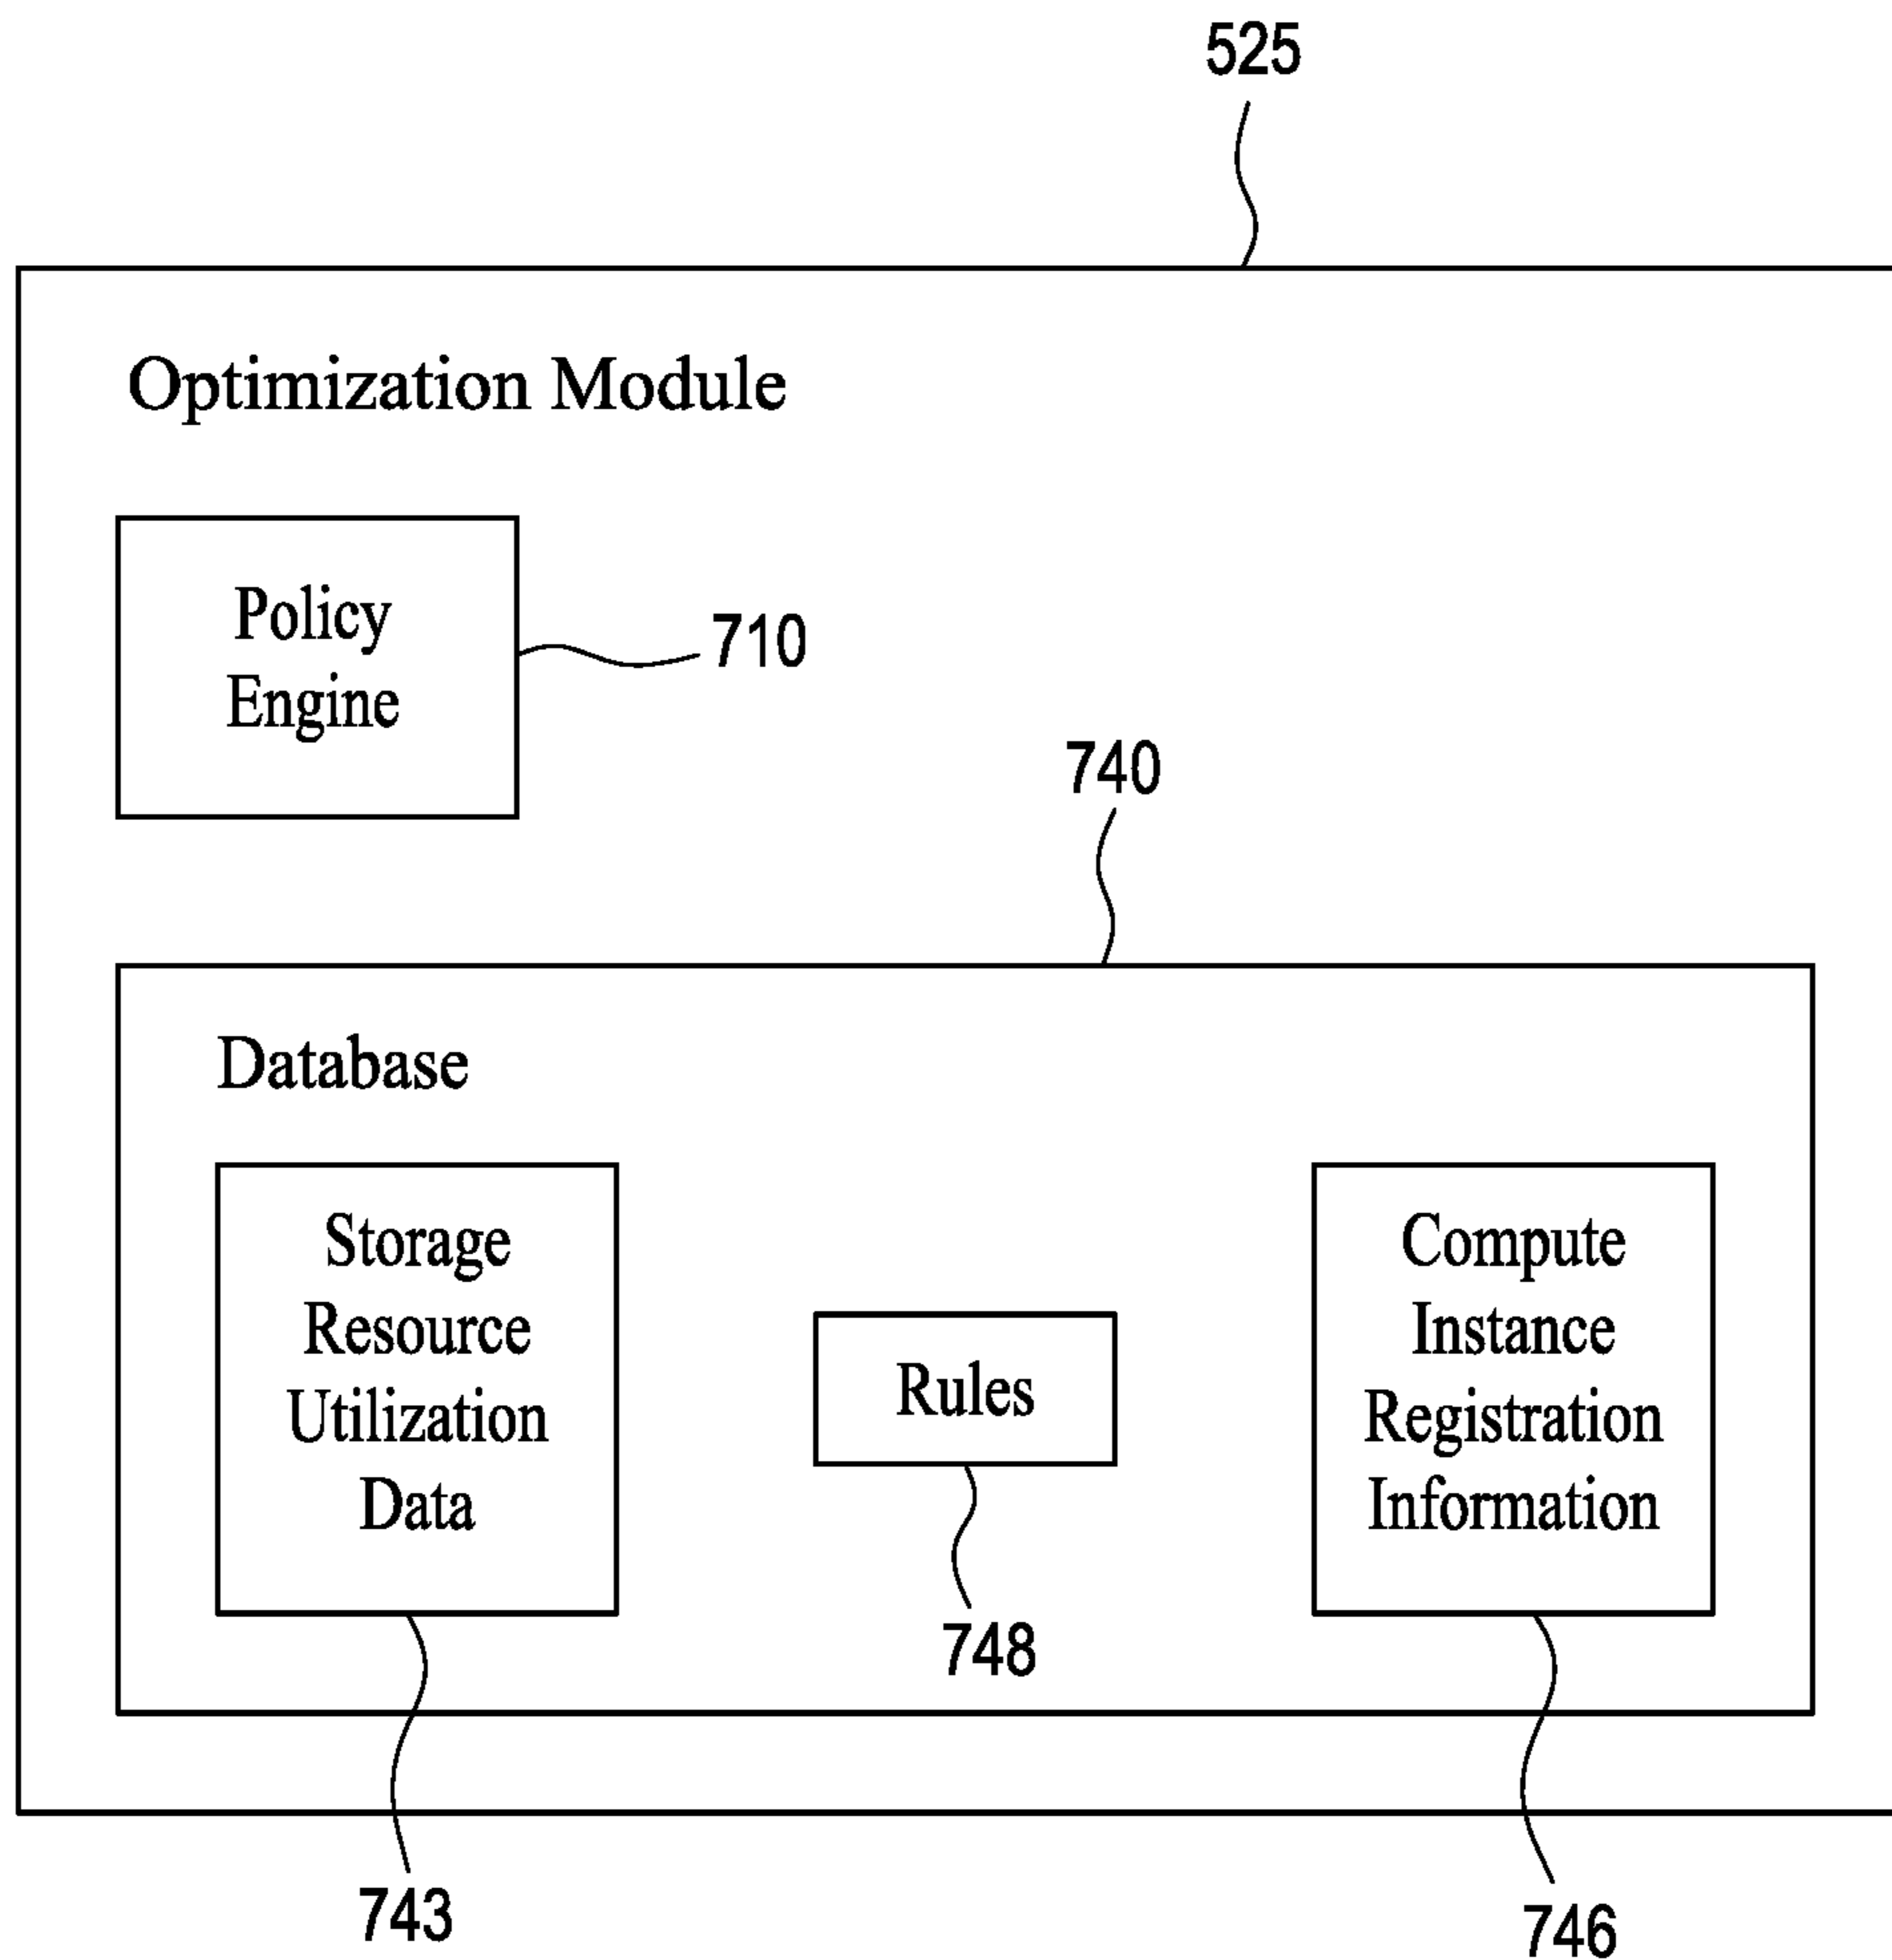 525
Optimization Module
Policy
Engine
710
740
Database
Storage
Resource
Utilization
Data
Rules
Compute
Instance
Registration
Information
748
743
746